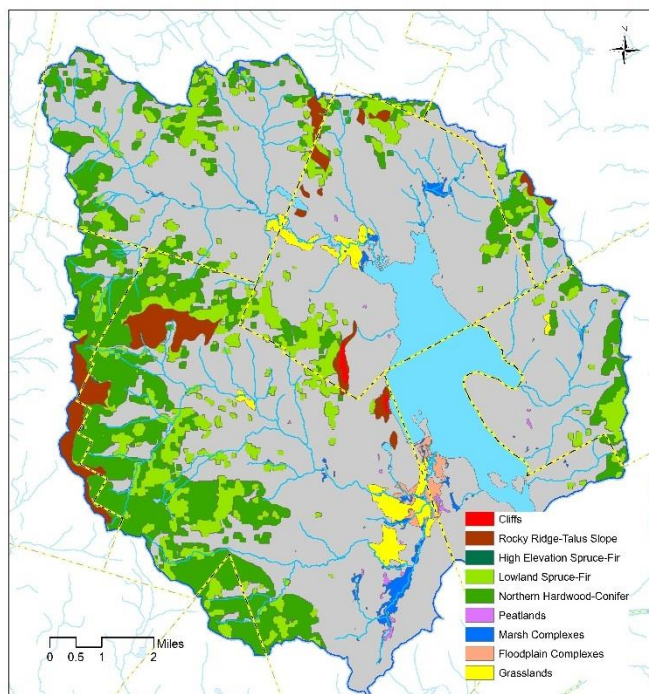 N
Cliffs
Rocky Ridge-Talus Slope
High Elevation Spruce-Fir
Lowland Spruce-Fir
Northern Hardwood-Conifer
Peatlands
Marsh Complexes
Floodplain Complexes
Grasslands
Miles
0 0.5 1 2